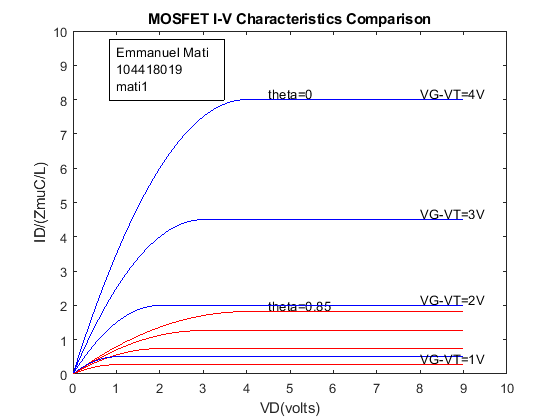 MOSFET I-V Characteristics Comparison
Emmanuel Mati
104418019
mati1
theta=0
VG-VT=4V
VG-VT=3V
VG-VT=2V
theta=0.85
VG-VT=1V
ID/(ZmuC/L)
10
9
8
7
6
5
4
3
2
1
0
0 1 2 3 4 5 6 7 8 9 10
VD(volts)